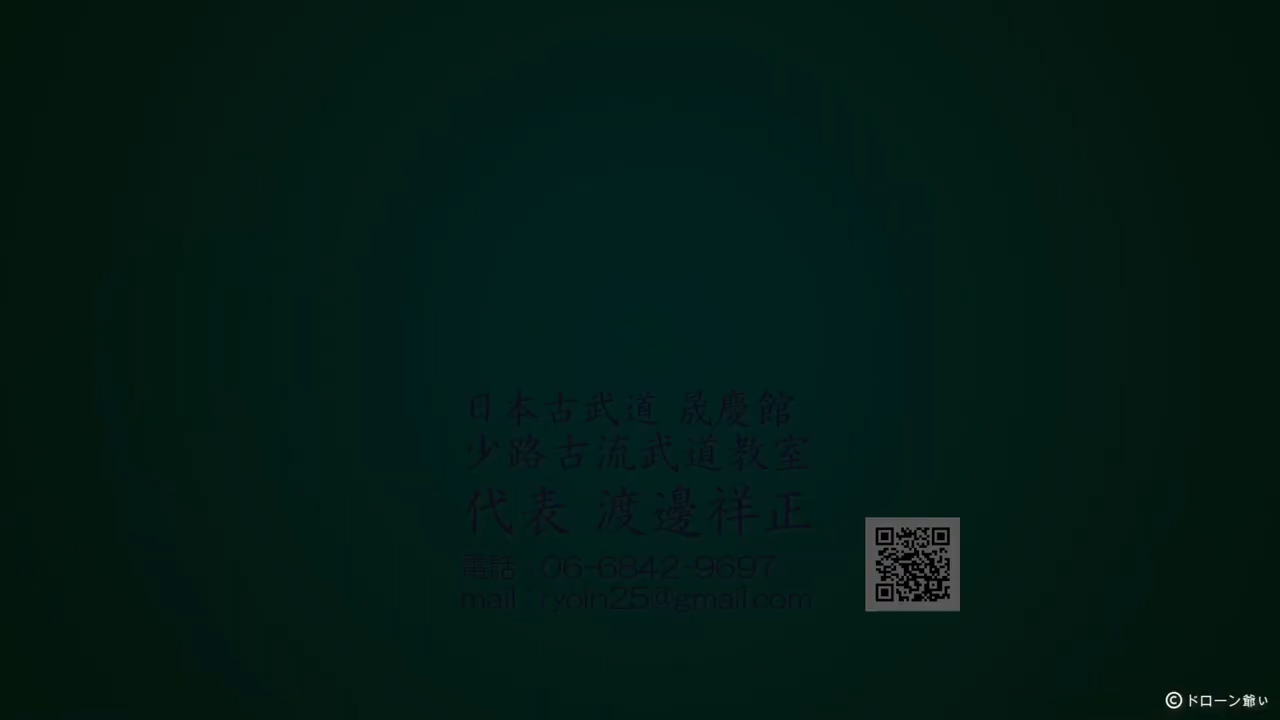 日本古武道 晟慶館
少路古流武道教室
代表 渡邊祥正
電話 : 06-6842-9697
mail : ryoin25@gmail.com
© ドローン爺ぃ